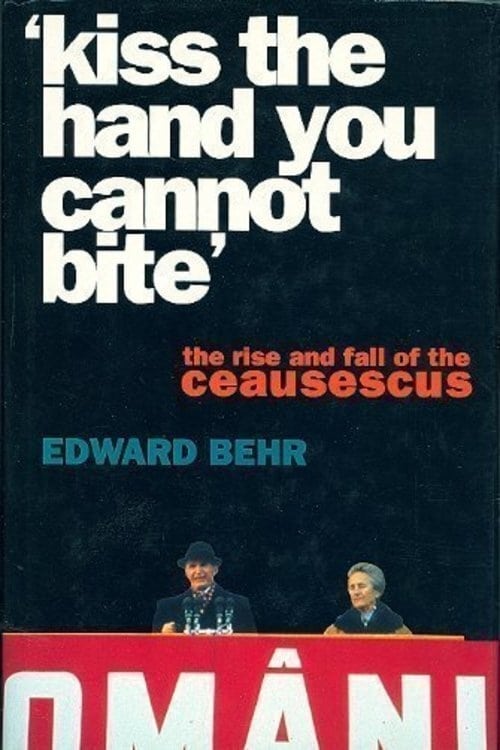 ‘kiss the
hand you
cannot
bite’
the rise and fall of the
ceausescus
EDWARD BEHR
OMÂNI